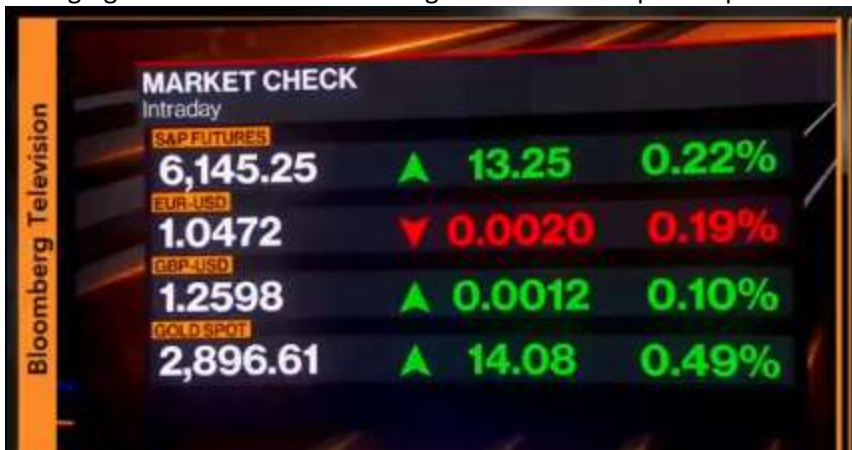 Bloomberg Television
MARKET CHECK
Intraday
S&P FUTURES
6,145.25 ▲ 13.25 0.22%
EUR-USD
1.0472 ▼ 0.0020 0.19%
GBP-USD
1.2598 ▲ 0.0012 0.10%
GOLD SPOT
2,896.61 ▲ 14.08 0.49%